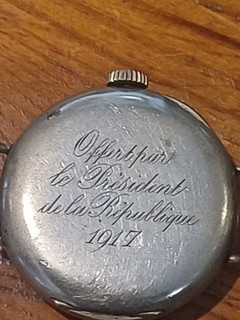 Offert par
le Président
de la République
1917